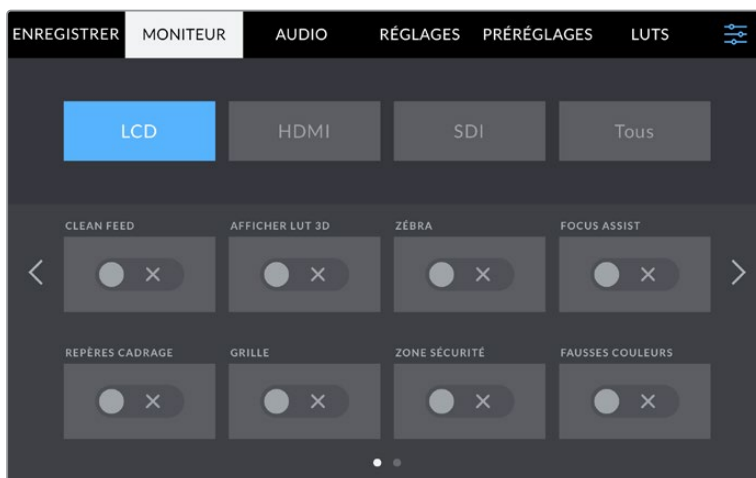 ENREGISTRER MONITEUR AUDIO RÉGLAGES PRÉRÉGLAGES LUTS
LCD HDMI SDI Tous
CLEAN FEED AFFICHER LUT 3D ZÉBRA FOCUS ASSIST
REPÈRES CADRAGE GRILLE ZONE SÉCURITÉ FAUSSES COULEURS